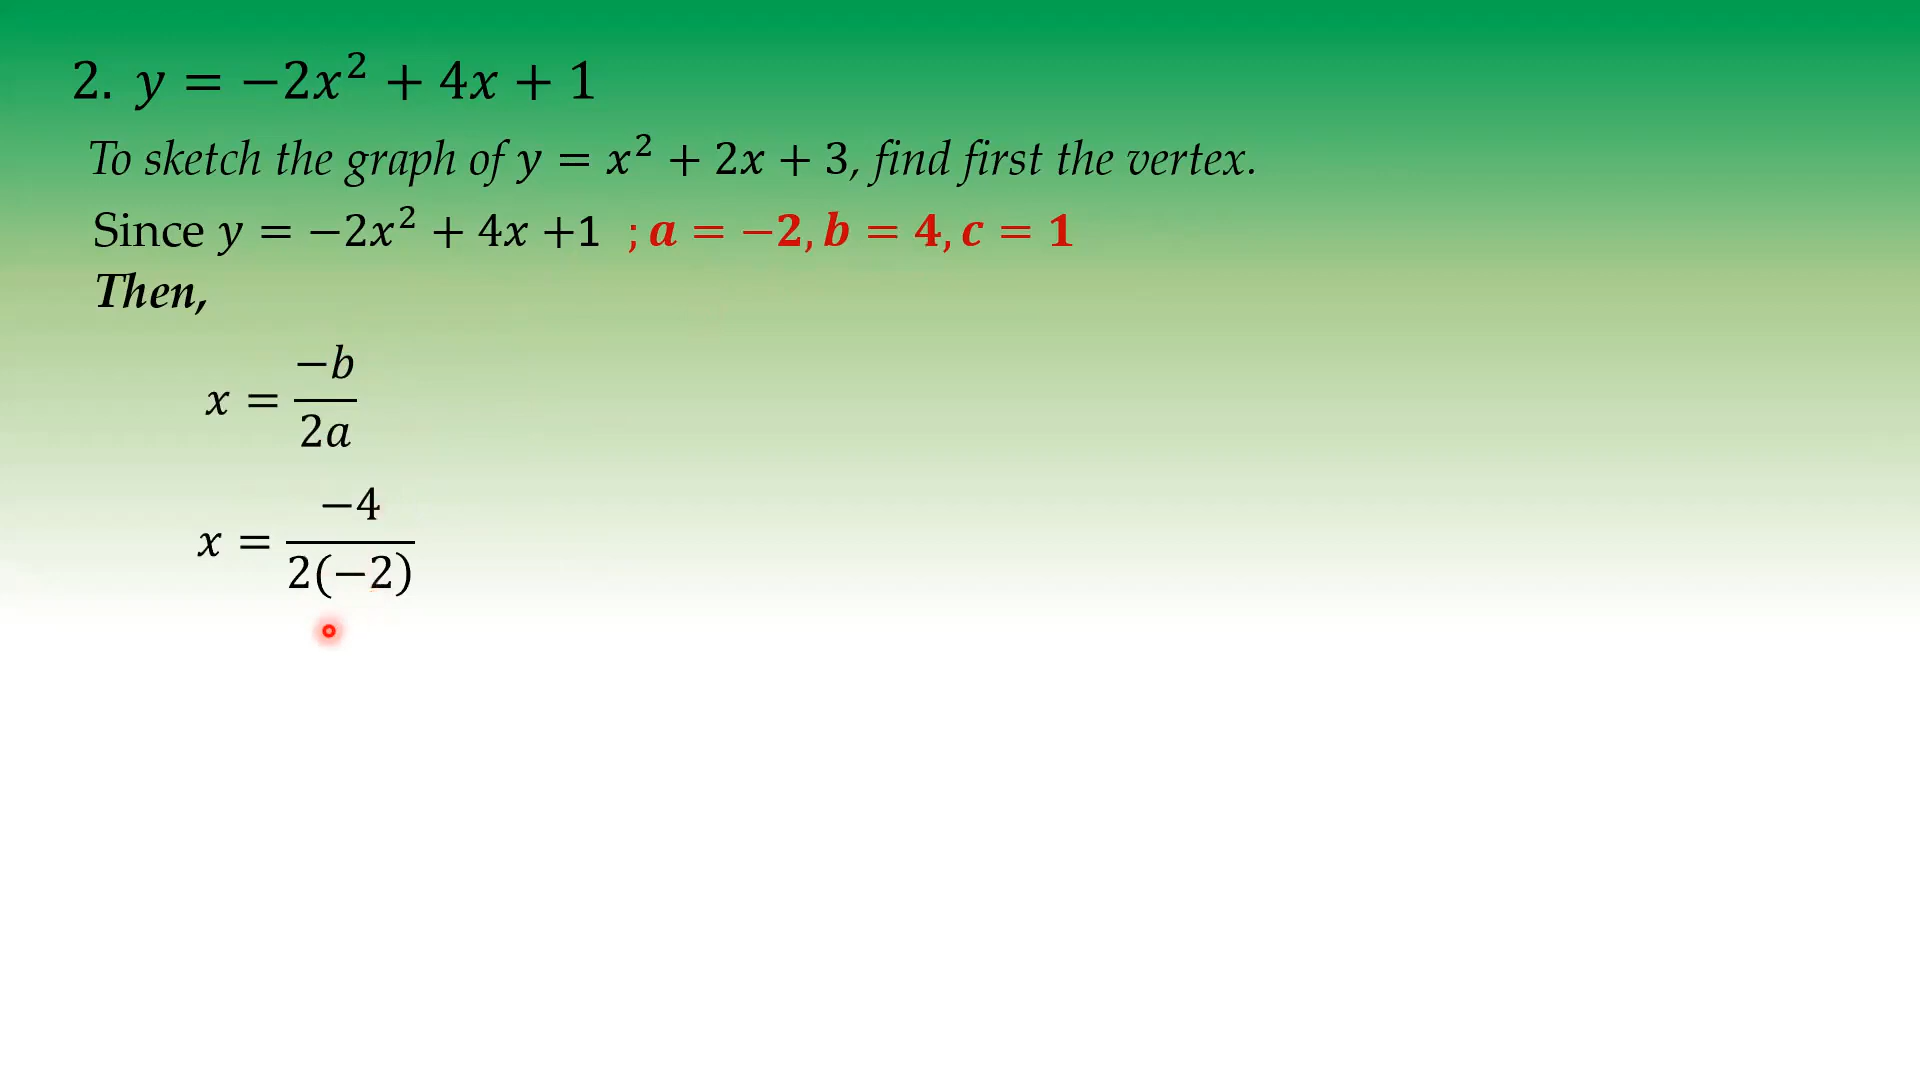 2. y = −2x² + 4x + 1
To sketch the graph of y = x² + 2x + 3, find first the vertex.
Since y = −2x² + 4x +1 ; a = −2, b = 4, c = 1
Then,
x = −b/2a
x = −4/2(−2)